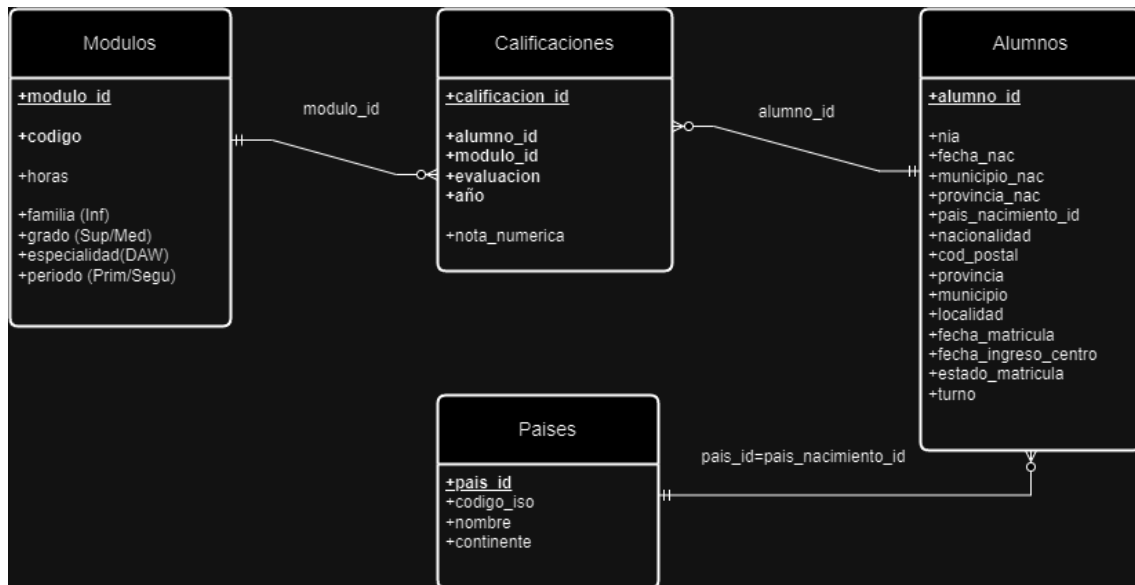 Modulos
+modulo_id
+codigo
+horas
+familia (Inf)
+grado (Sup/Med)
+especialidad(DAW)
+periodo (Prim/Segu)
modulo_id
Calificaciones
+calificacion_id
+alumno_id
+modulo_id
+evaluacion
+año
+nota_numerica
alumno_id
Alumnos
+alumno_id
+nia
+fecha_nac
+municipio_nac
+provincia_nac
+pais_nacimiento_id
+nacionalidad
+cod_postal
+provincia
+municipio
+localidad
+fecha_matricula
+fecha_ingreso_centro
+estado_matricula
+turno
Paises
+pais_id
+codigo_iso
+nombre
+continente
pais_id=pais_nacimiento_id